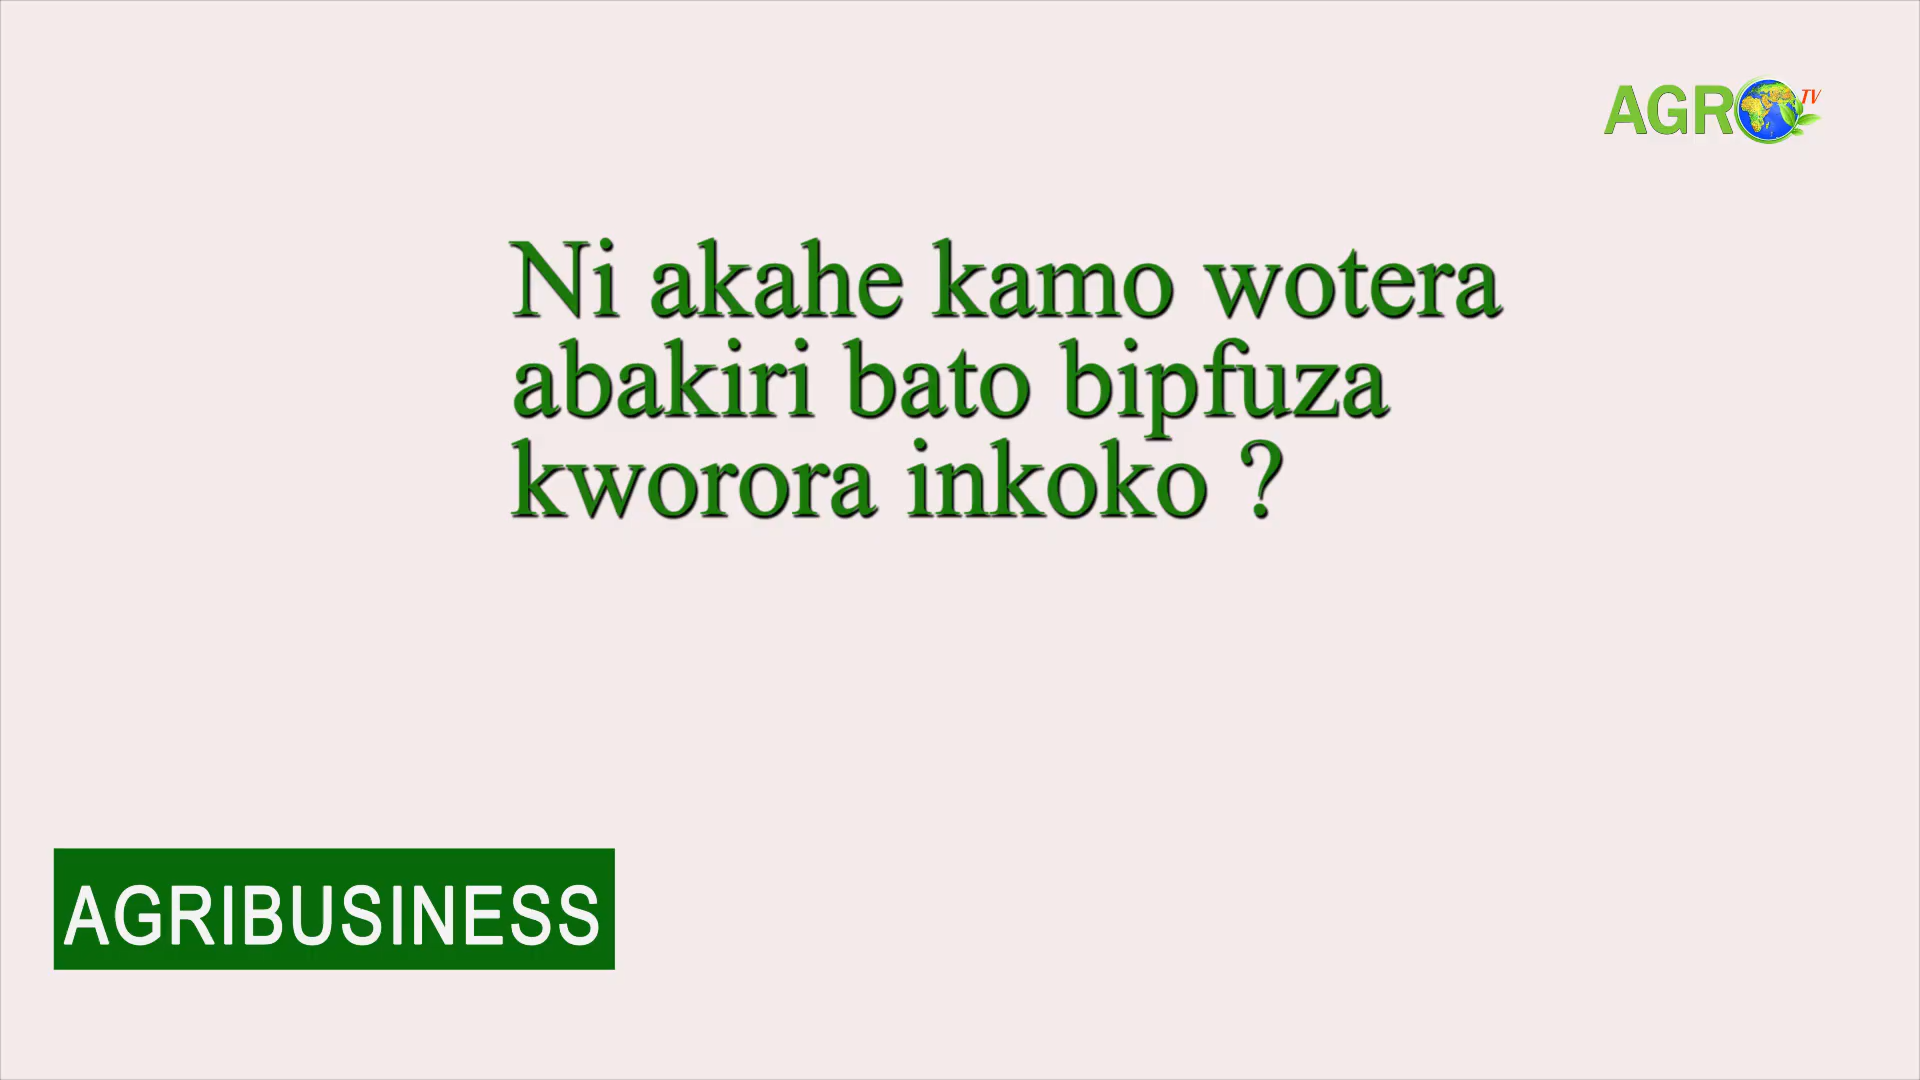 AGRO TV
Ni akahe kamo wotera
abakiri bato bipfuza
kworora inkoko ?
AGRIBUSINESS